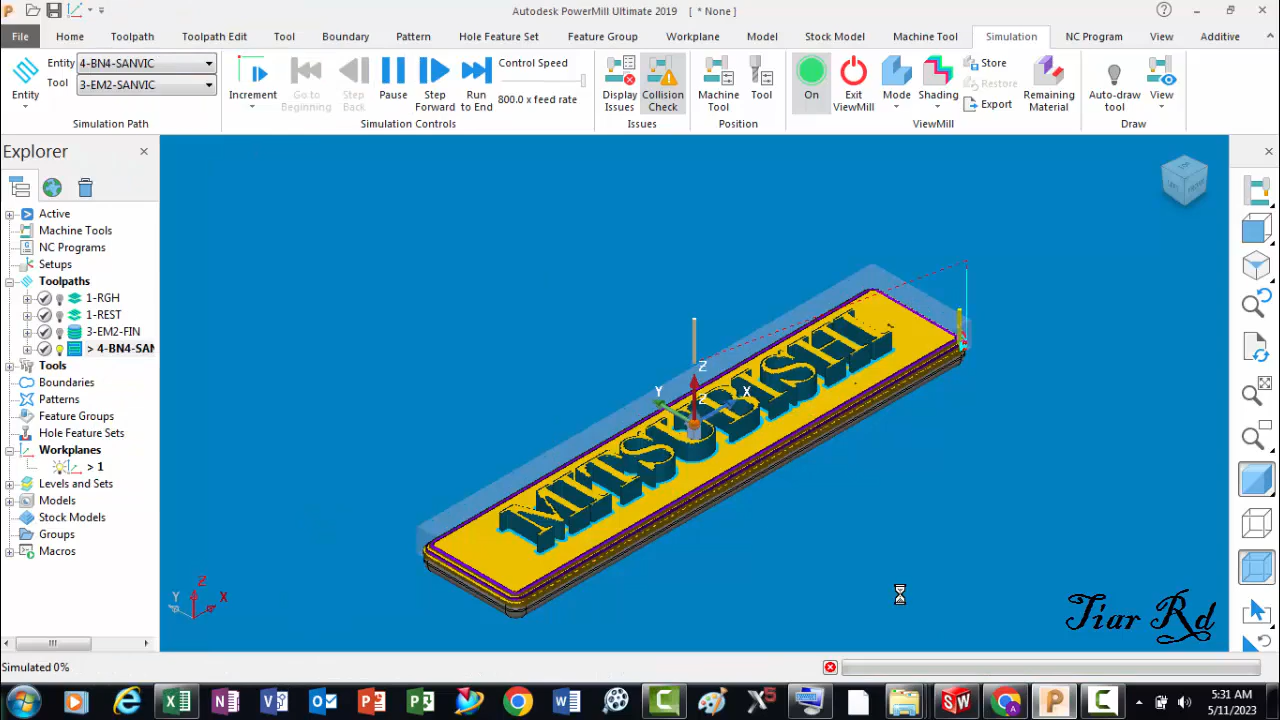 Autodesk PowerMill Ultimate 2019 [ * None ]
File Home Toolpath Toolpath Edit Tool Boundary Pattern Hole Feature Set Feature Group Workplane Model Stock Model Machine Tool Simulation NC Program View Additive
Entity
Entity 4-BN4-SANVIC
Tool 3-EM2-SANVIC
Simulation Path
Increment
Go to Beginning
Step Back
Pause
Step Forward
Run to End
Control Speed
800.0 x feed rate
Simulation Controls
Display Issues
Collision Check
Issues
Machine Tool
Tool
Position
On
Exit ViewMill
Mode
Shading
Store
Restore
Export
Remaining Material
ViewMill
Auto-draw tool
View
Draw
Explorer
Active
Machine Tools
NC Programs
Setups
Toolpaths
1-RGH
1-REST
3-EM2-FIN
> 4-BN4-SAN
Tools
Boundaries
Patterns
Feature Groups
Hole Feature Sets
Workplanes
> 1
Levels and Sets
Models
Stock Models
Groups
Macros
MITSUBISHI
Z
Y X
Z
Z
Y X
Tiar Rd
Simulated 0%
5:31 AM
5/11/2023